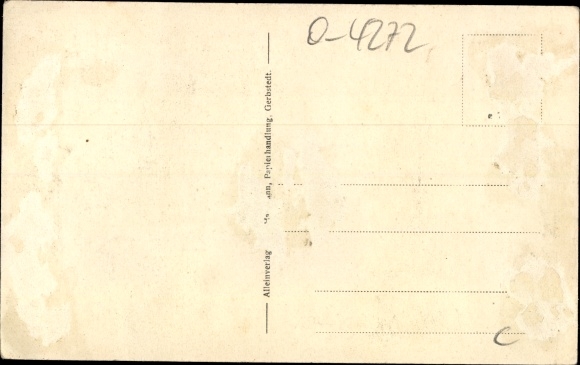 O-4272
Alleinverlag Papierhandlung, Gerbstedt.
C